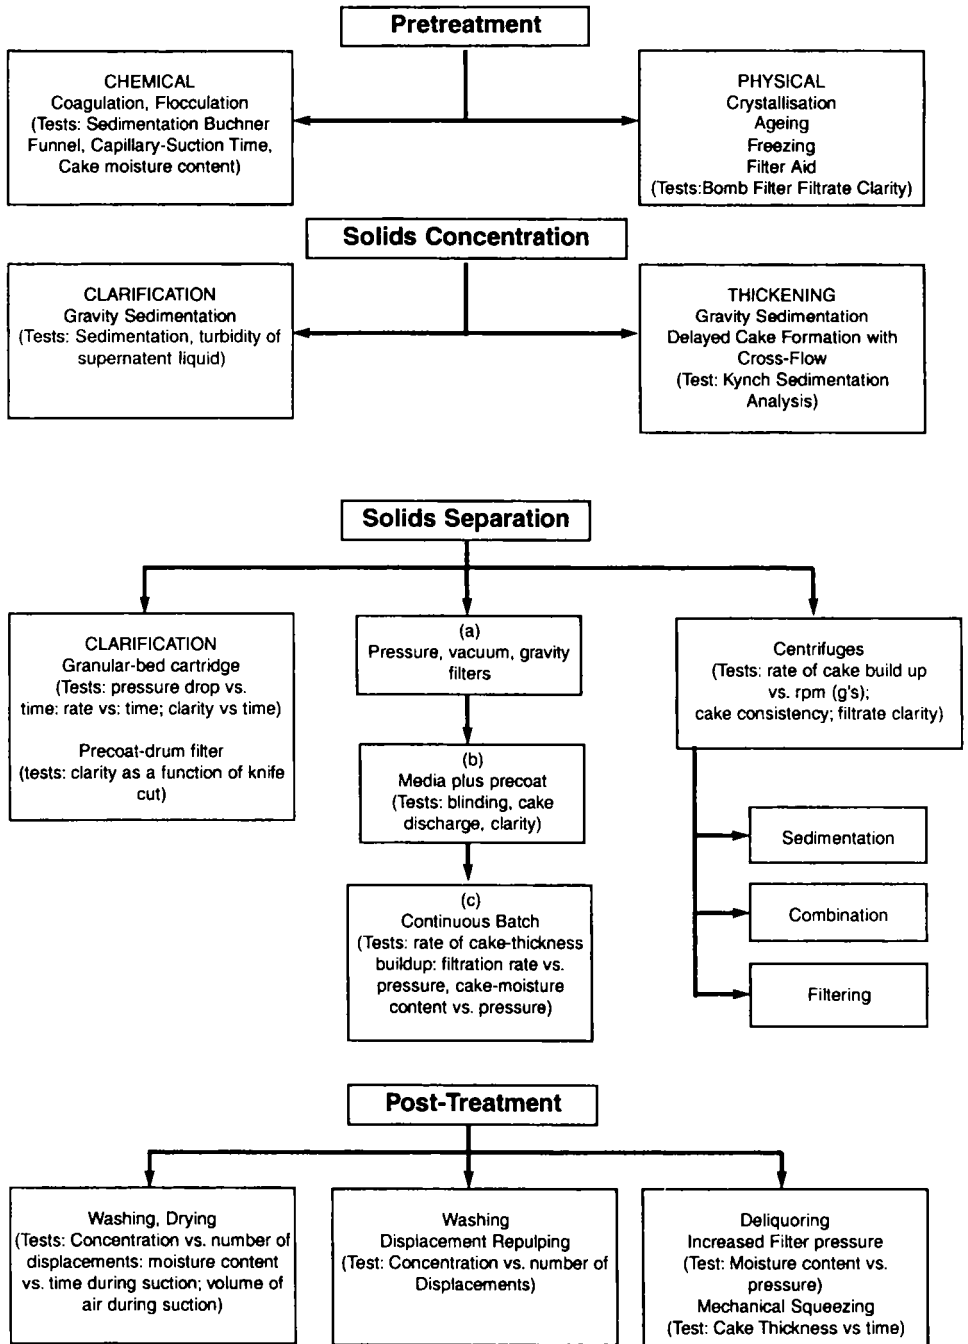 Pretreatment
CHEMICAL
Coagulation, Flocculation
(Tests: Sedimentation Buchner
Funnel, Capillary-Suction Time,
Cake moisture content)
PHYSICAL
Crystallisation
Ageing
Freezing
Filter Aid
(Tests:Bomb Filter Filtrate Clarity)
Solids Concentration
CLARIFICATION
Gravity Sedimentation
(Tests: Sedimentation, turbidity of
supernatent liquid)
THICKENING
Gravity Sedimentation
Delayed Cake Formation with
Cross-Flow
(Test: Kynch Sedimentation
Analysis)
Solids Separation
CLARIFICATION
Granular-bed cartridge
(Tests: pressure drop vs.
time: rate vs: time; clarity vs time)
Precoat-drum filter
(tests: clarity as a function of knife
cut)
(a)
Pressure, vacuum, gravity
filters
(b)
Media plus precoat
(Tests: blinding, cake
discharge, clarity)
(c)
Continuous Batch
(Tests: rate of cake-thickness
buildup: filtration rate vs.
pressure, cake-moisture
content vs. pressure)
Centrifuges
(Tests: rate of cake build up
vs. rpm (g's);
cake consistency; filtrate clarity)
Sedimentation
Combination
Filtering
Post-Treatment
Washing, Drying
(Tests: Concentration vs. number of
displacements: moisture content
vs. time during suction; volume of
air during suction)
Washing
Displacement Repulping
(Test: Concentration vs. number of
Displacements)
Deliquoring
Increased Filter pressure
(Test: Moisture content vs.
pressure)
Mechanical Squeezing
(Test: Cake Thickness vs time)